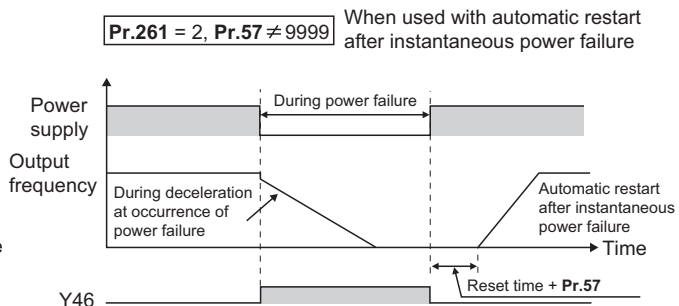 Pr.261 = 2, Pr.57 ≠ 9999
When used with automatic restart
after instantaneous power failure
Power
supply
During power failure
Output
frequency
During deceleration
at occurrence of
power failure
Automatic restart
after instantaneous
power failure
Time
e
Reset time + Pr.57
Y46